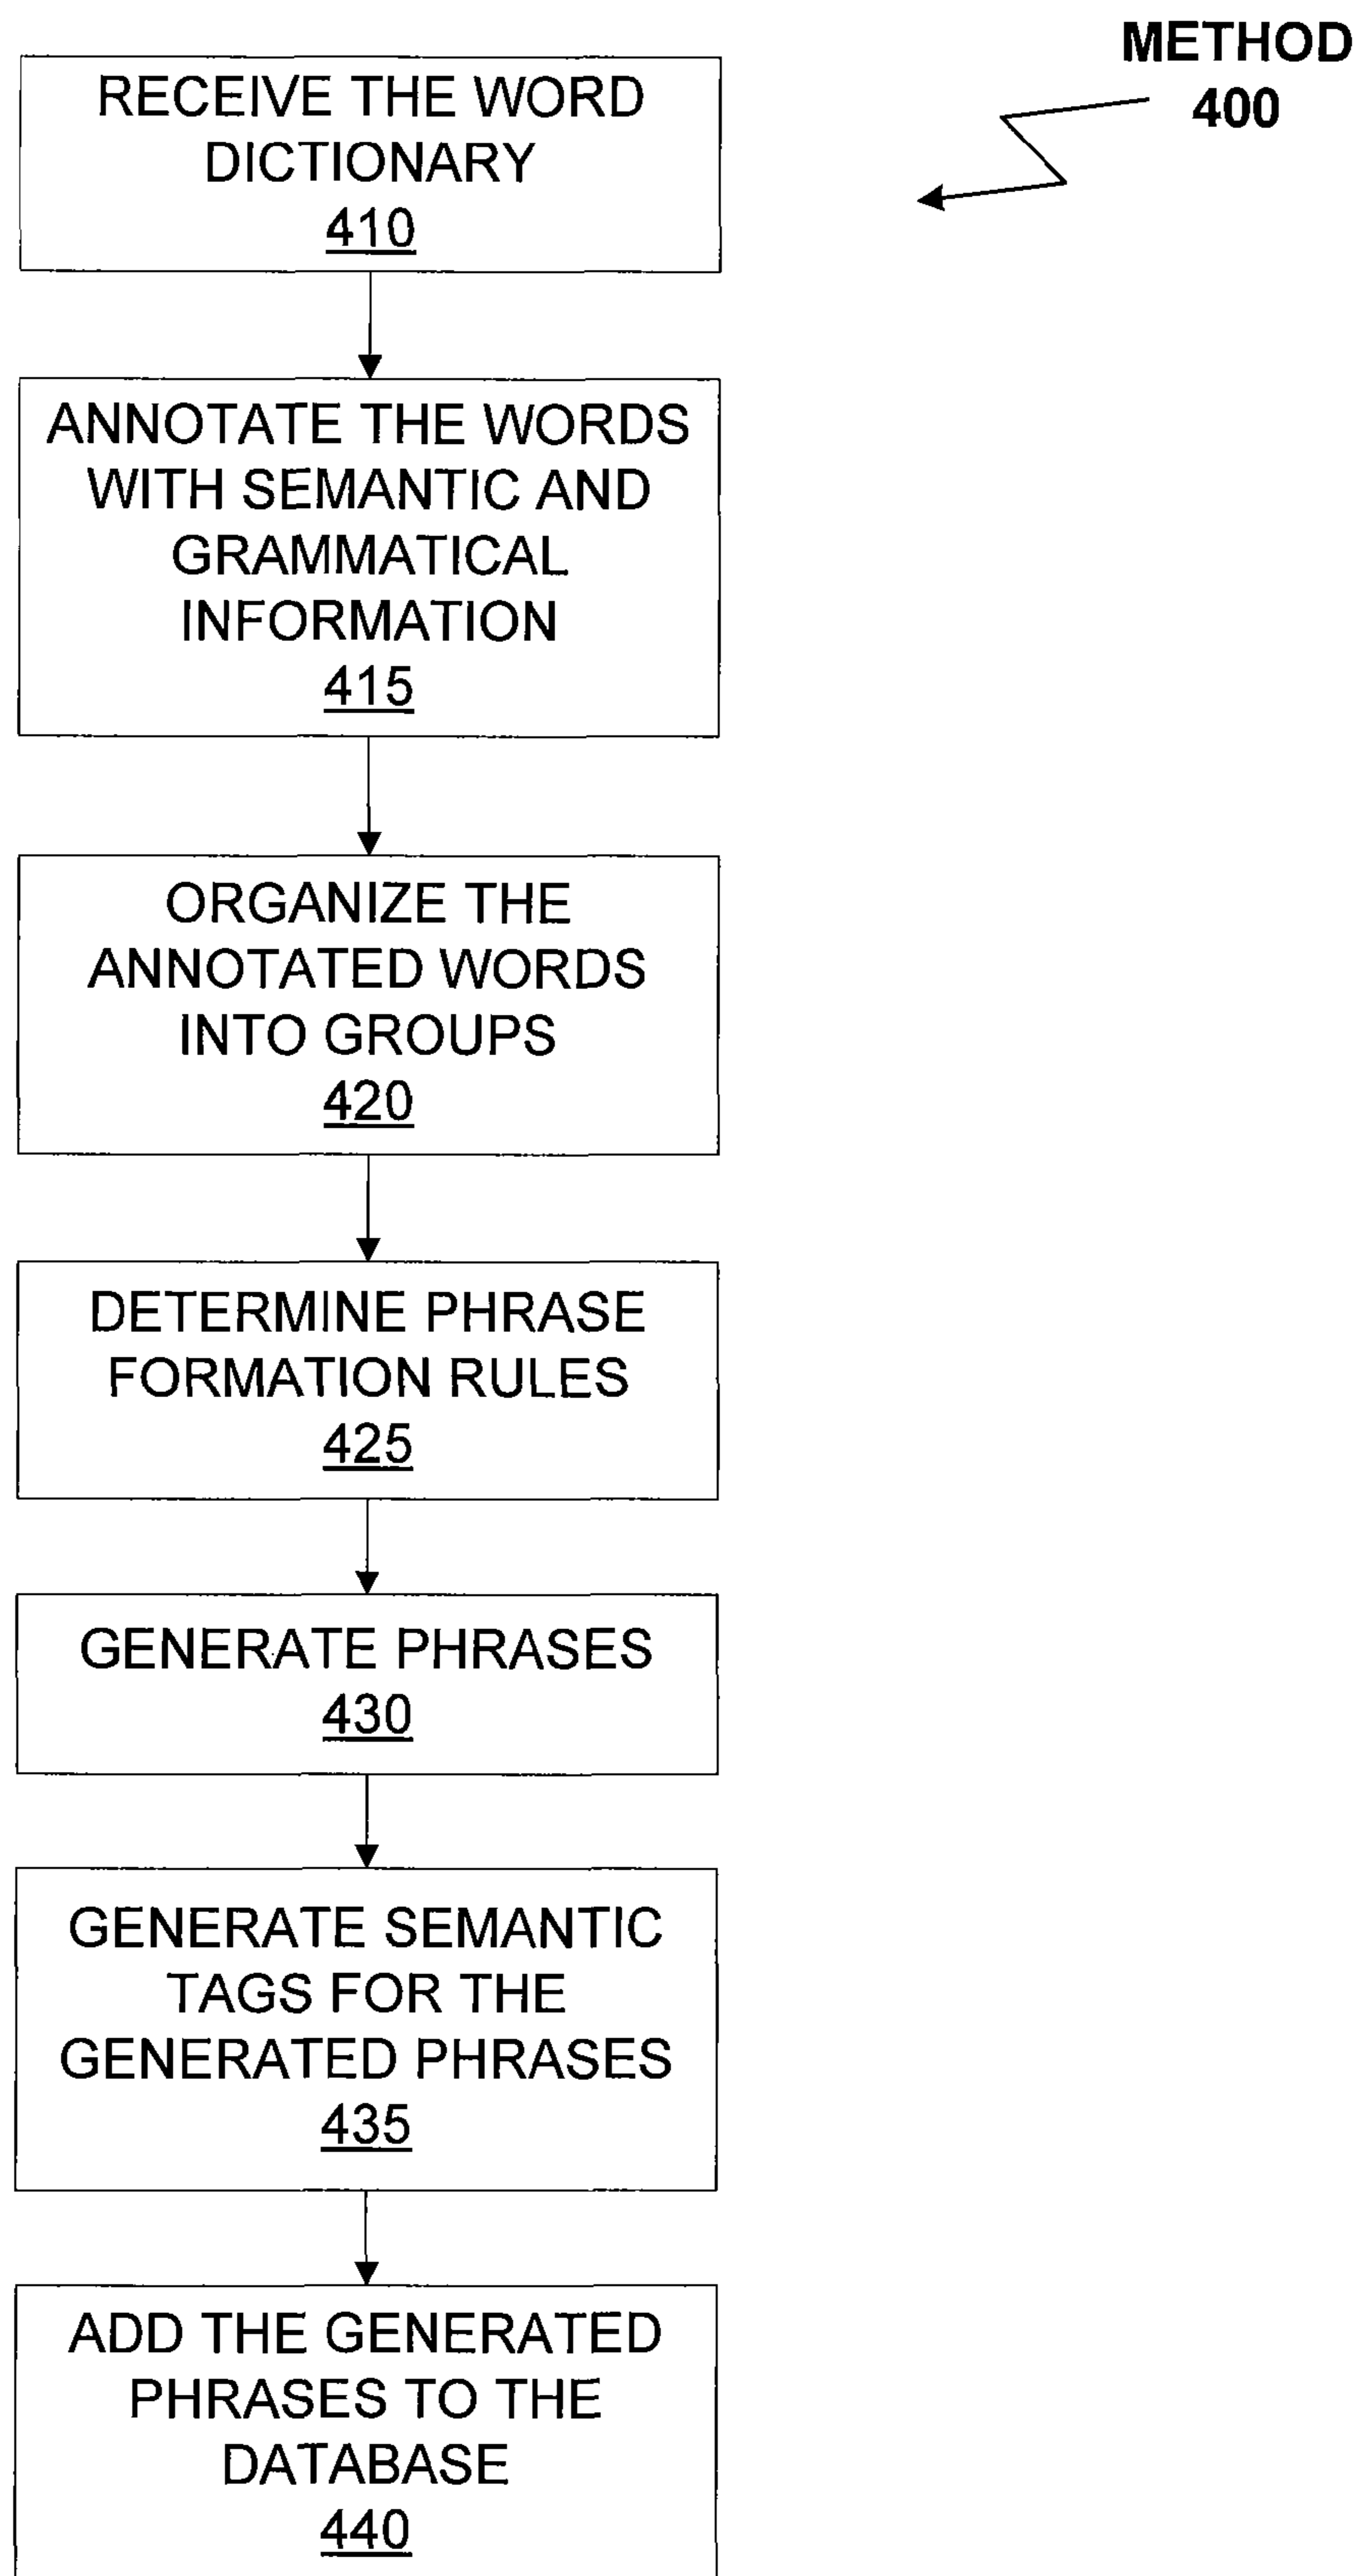 METHOD
400
RECEIVE THE WORD
DICTIONARY
410
ANNOTATE THE WORDS
WITH SEMANTIC AND
GRAMMATICAL
INFORMATION
415
ORGANIZE THE
ANNOTATED WORDS
INTO GROUPS
420
DETERMINE PHRASE
FORMATION RULES
425
GENERATE PHRASES
430
GENERATE SEMANTIC
TAGS FOR THE
GENERATED PHRASES
435
ADD THE GENERATED
PHRASES TO THE
DATABASE
440